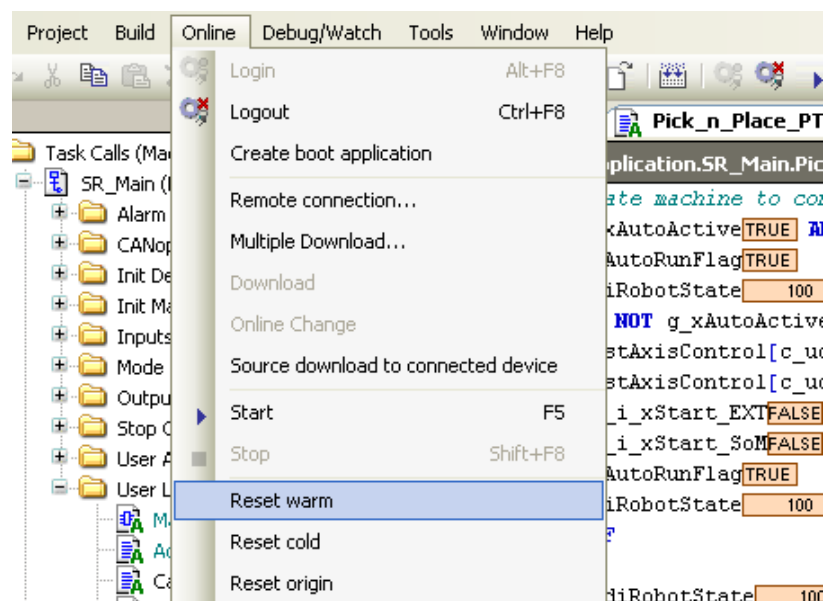 Project Build Online Debug/Watch Tools Window Help
Login Alt+F8
Logout Ctrl+F8
Create boot application
Remote connection...
Multiple Download...
Download
Online Change
Source download to connected device
Start F5
Stop Shift+F8
Reset warm
Reset cold
Reset origin
Task Calls (Ma
SR_Main (
Alarm
CANop
Init De
Init Ma
Inputs
Mode
Outpu
Stop
User
User L
M
Ca
Pick_n_Place_PT
plication.SR_Main.Pic
ate machine to co
xAutoActive TRUE
AutoRunFlag TRUE
iRobotState 100
NOT g_xAutoActive
stAxisControl[c_u
stAxisControl[c_u
_i_xStart_EXT FALSE
_i_xStart_SoM FALSE
AutoRunFlag TRUE
iRobotState 100
F
diRobotState 100